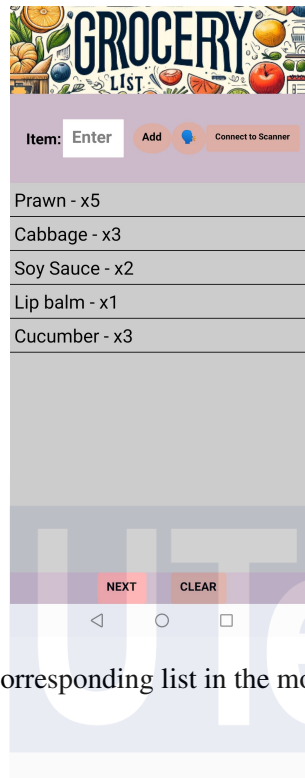 GROCERY
LIST
Item: Enter Add Connect to Scanner
Prawn - x5
Cabbage - x3
Soy Sauce - x2
Lip balm - x1
Cucumber - x3
NEXT CLEAR
UTe
orresponding list in the mo